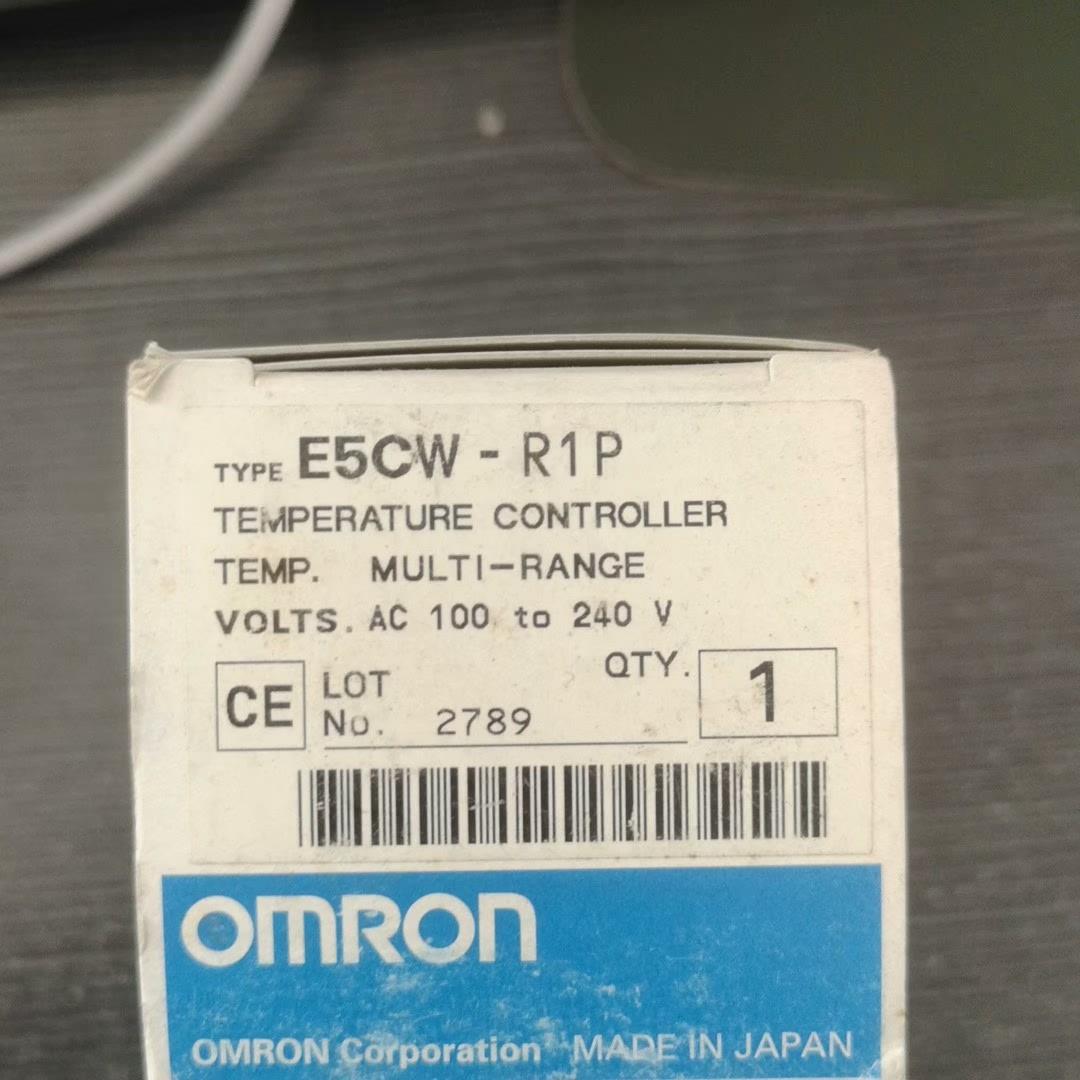 TYPE E5CW - R1P
TEMPERATURE CONTROLLER
TEMP. MULTI-RANGE
VOLTS. AC 100 to 240 V
CE LOT No. 2789 QTY. 1
OMRON
OMRON Corporation MADE IN JAPAN